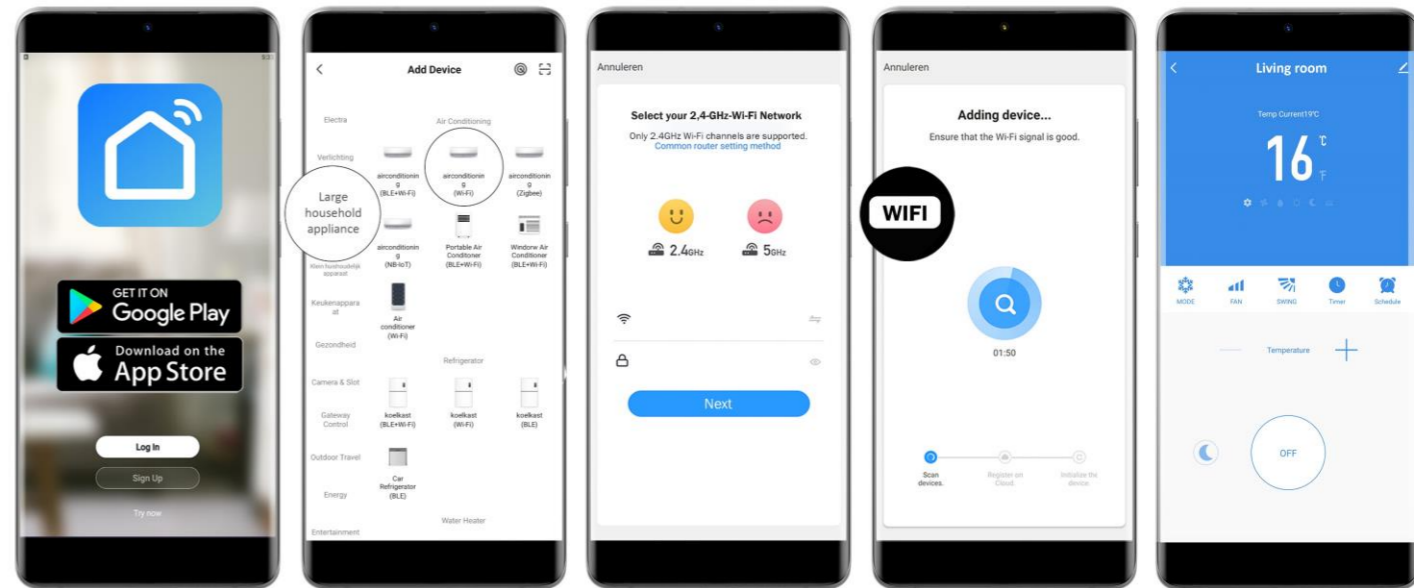 GET IT ON
Google Play
Download on the
App Store
Log In
Sign Up
Try now
Add Device
Electra
Air Conditioning
Verlichting
airconditionin
g
(BLE+Wi-Fi)
airconditionin
g
(Wi-Fi)
airconditionin
g
(Zigbee)
Large
household
appliance
airconditionin
g
(NB-IoT)
Portable Air
Conditioner
(BLE+Wi-Fi)
Window Air
Conditioner
(BLE+Wi-Fi)
Klein huishoudelijk
apparaat
Keukenappara
at
Air
conditioner
(Wi-Fi)
Gezondheid
Refrigerator
Camera & Slot
koelkast
(BLE+Wi-Fi)
koelkast
(Wi-Fi)
koelkast
(BLE)
Gateway
Control
Outdoor Travel
Car
Refrigerator
(BLE)
Energy
Water Heater
Entertainment
Annuleren
Select your 2,4-GHz-Wi-Fi Network
Only 2.4GHz Wi-Fi channels are supported.
Common router setting method
2.4GHz
5GHz
Next
Annuleren
Adding device...
Ensure that the Wi-Fi signal is good.
WIFI
01:50
Scan
devices.
Register on
Cloud.
Initialize the
device.
Living room
Temp Current19℃
16
℃
℉
MODE
FAN
SWING
Timer
Schedule
Temperature
OFF